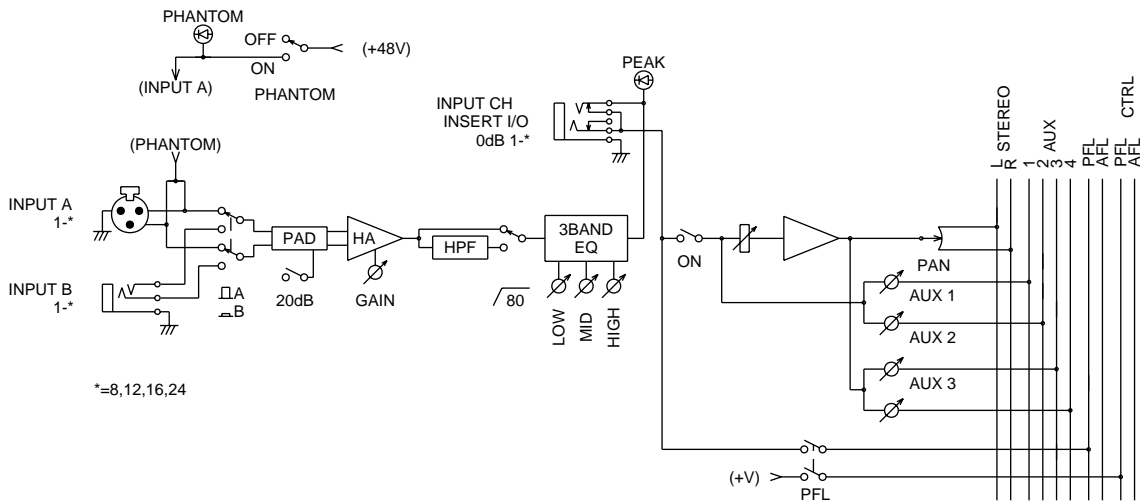 PHANTOM
OFF
(+48V)
ON
(INPUT A)
PHANTOM
PEAK
INPUT CH
INSERT I/O
0dB 1-*
(PHANTOM)
INPUT A
1-*
PAD
HA
HPF
3BAND
EQ
ON
PAN
INPUT B
1-*
A
B
20dB
GAIN
80
LOW
MID
HIGH
AUX 1
AUX 2
AUX 3
*=8,12,16,24
(+V)
PFL
L
R
STEREO
1
2
3
4
AUX
PFL
AFL
PFL
AFL
CTRL